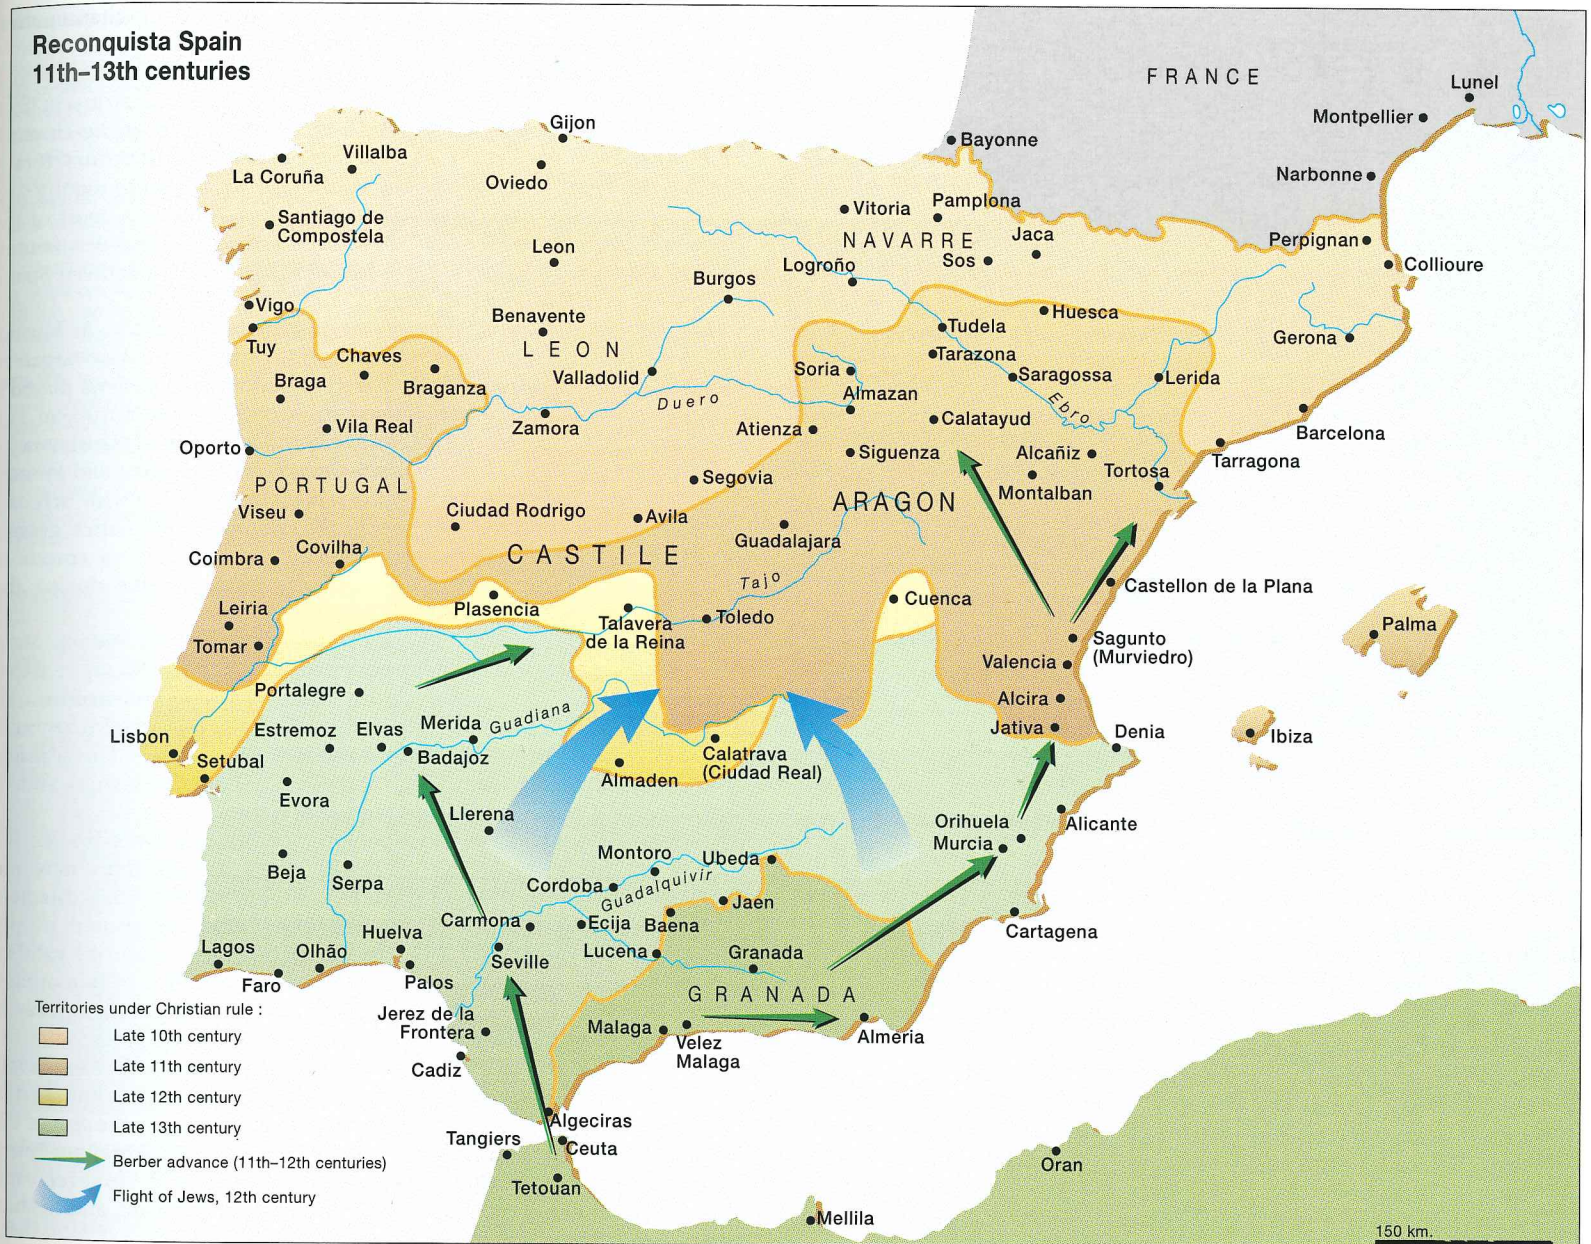 Reconquista Spain
11th–13th centuries
FRANCE
Lunel
Montpellier
Gijon
Bayonne
Villalba
La Coruña
Oviedo
Narbonne
Vitoria
Pamplona
Santiago de
Compostela
NAVARRE
Jaca
Perpignan
Leon
Sos
Logroño
Collioure
Burgos
Vigo
Benavente
Huesca
Tuy
LEON
Tudela
Gerona
Chaves
Tarazona
Braga
Braganza
Valladolid
Soria
Saragossa
Lerida
Duero
Almazan
Ebro
Vila Real
Zamora
Atienza
Calatayud
Barcelona
Oporto
Siguenza
Alcañiz
Tarragona
Tortosa
PORTUGAL
Segovia
Montalban
Viseu
Ciudad Rodrigo
Avila
ARAGON
Guadalajara
Coimbra
Covilha
CASTILE
Tajo
Castellon de la Plana
Leiria
Plasencia
Cuenca
Talavera
de la Reina
Toledo
Palma
Tomar
Sagunto
(Murviedro)
Valencia
Portalegre
Alcira
Guadiana
Lisbon
Estremoz
Elvas
Merida
Jativa
Denia
Ibiza
Setubal
Badajoz
Calatrava
(Ciudad Real)
Almaden
Evora
Llerena
Orihuela
Alicante
Murcia
Beja
Serpa
Montoro
Ubeda
Cordoba
Guadalquivir
Jaen
Carmona
Ecija
Baena
Cartagena
Lagos
Olhão
Huelva
Lucena
Granada
Seville
Faro
Palos
GRANADA
Territories under Christian rule :
Late 10th century
Late 11th century
Late 12th century
Late 13th century
Berber advance (11th–12th centuries)
Flight of Jews, 12th century
Jerez de la
Frontera
Malaga
Velez
Malaga
Almeria
Cadiz
Algeciras
Tangiers
Ceuta
Oran
Tetouan
Mellila
150 km.